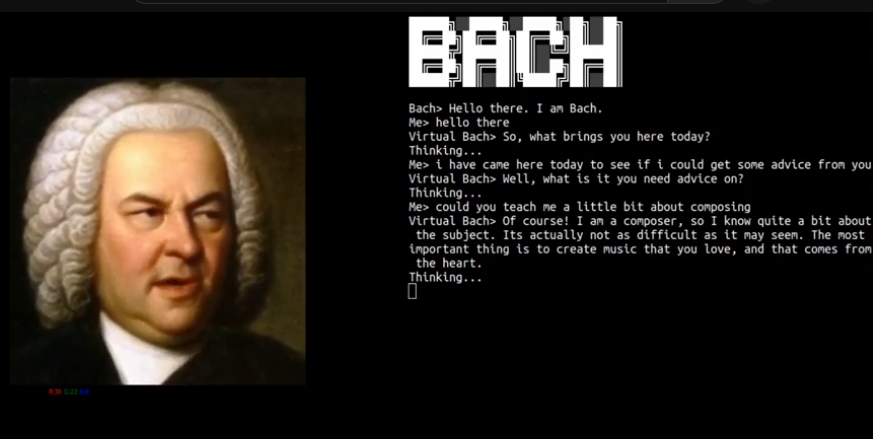 BACH
Bach> Hello there. I am Bach.
Me> hello there
Virtual Bach> So, what brings you here today?
Thinking...
Me> i have came here today to see if i could get some advice from you
Virtual Bach> Well, what is it you need advice on?
Thinking...
Me> could you teach me a little bit about composing
Virtual Bach> Of course! I am a composer, so I know quite a bit about
the subject. Its actually not as difficult as it may seem. The most
important thing is to create music that you love, and that comes from
the heart.
Thinking...